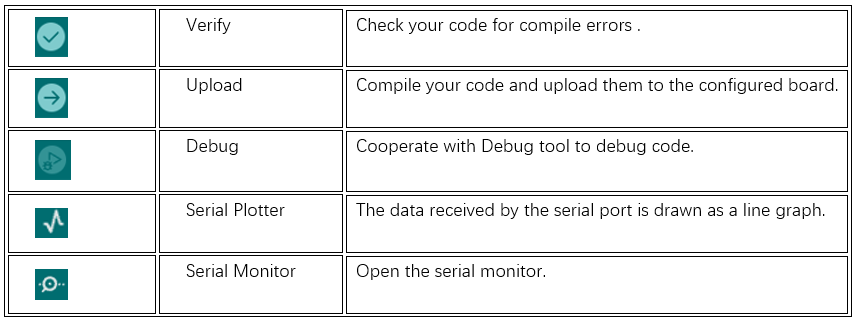 Verify
Check your code for compile errors .
Upload
Compile your code and upload them to the configured board.
Debug
Cooperate with Debug tool to debug code.
Serial Plotter
The data received by the serial port is drawn as a line graph.
Serial Monitor
Open the serial monitor.